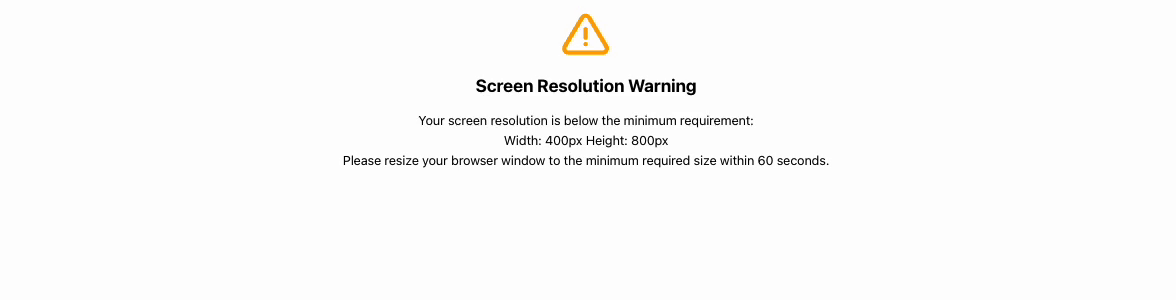 Screen Resolution Warning
Your screen resolution is below the minimum requirement:
Width: 400px Height: 800px
Please resize your browser window to the minimum required size within 60 seconds.